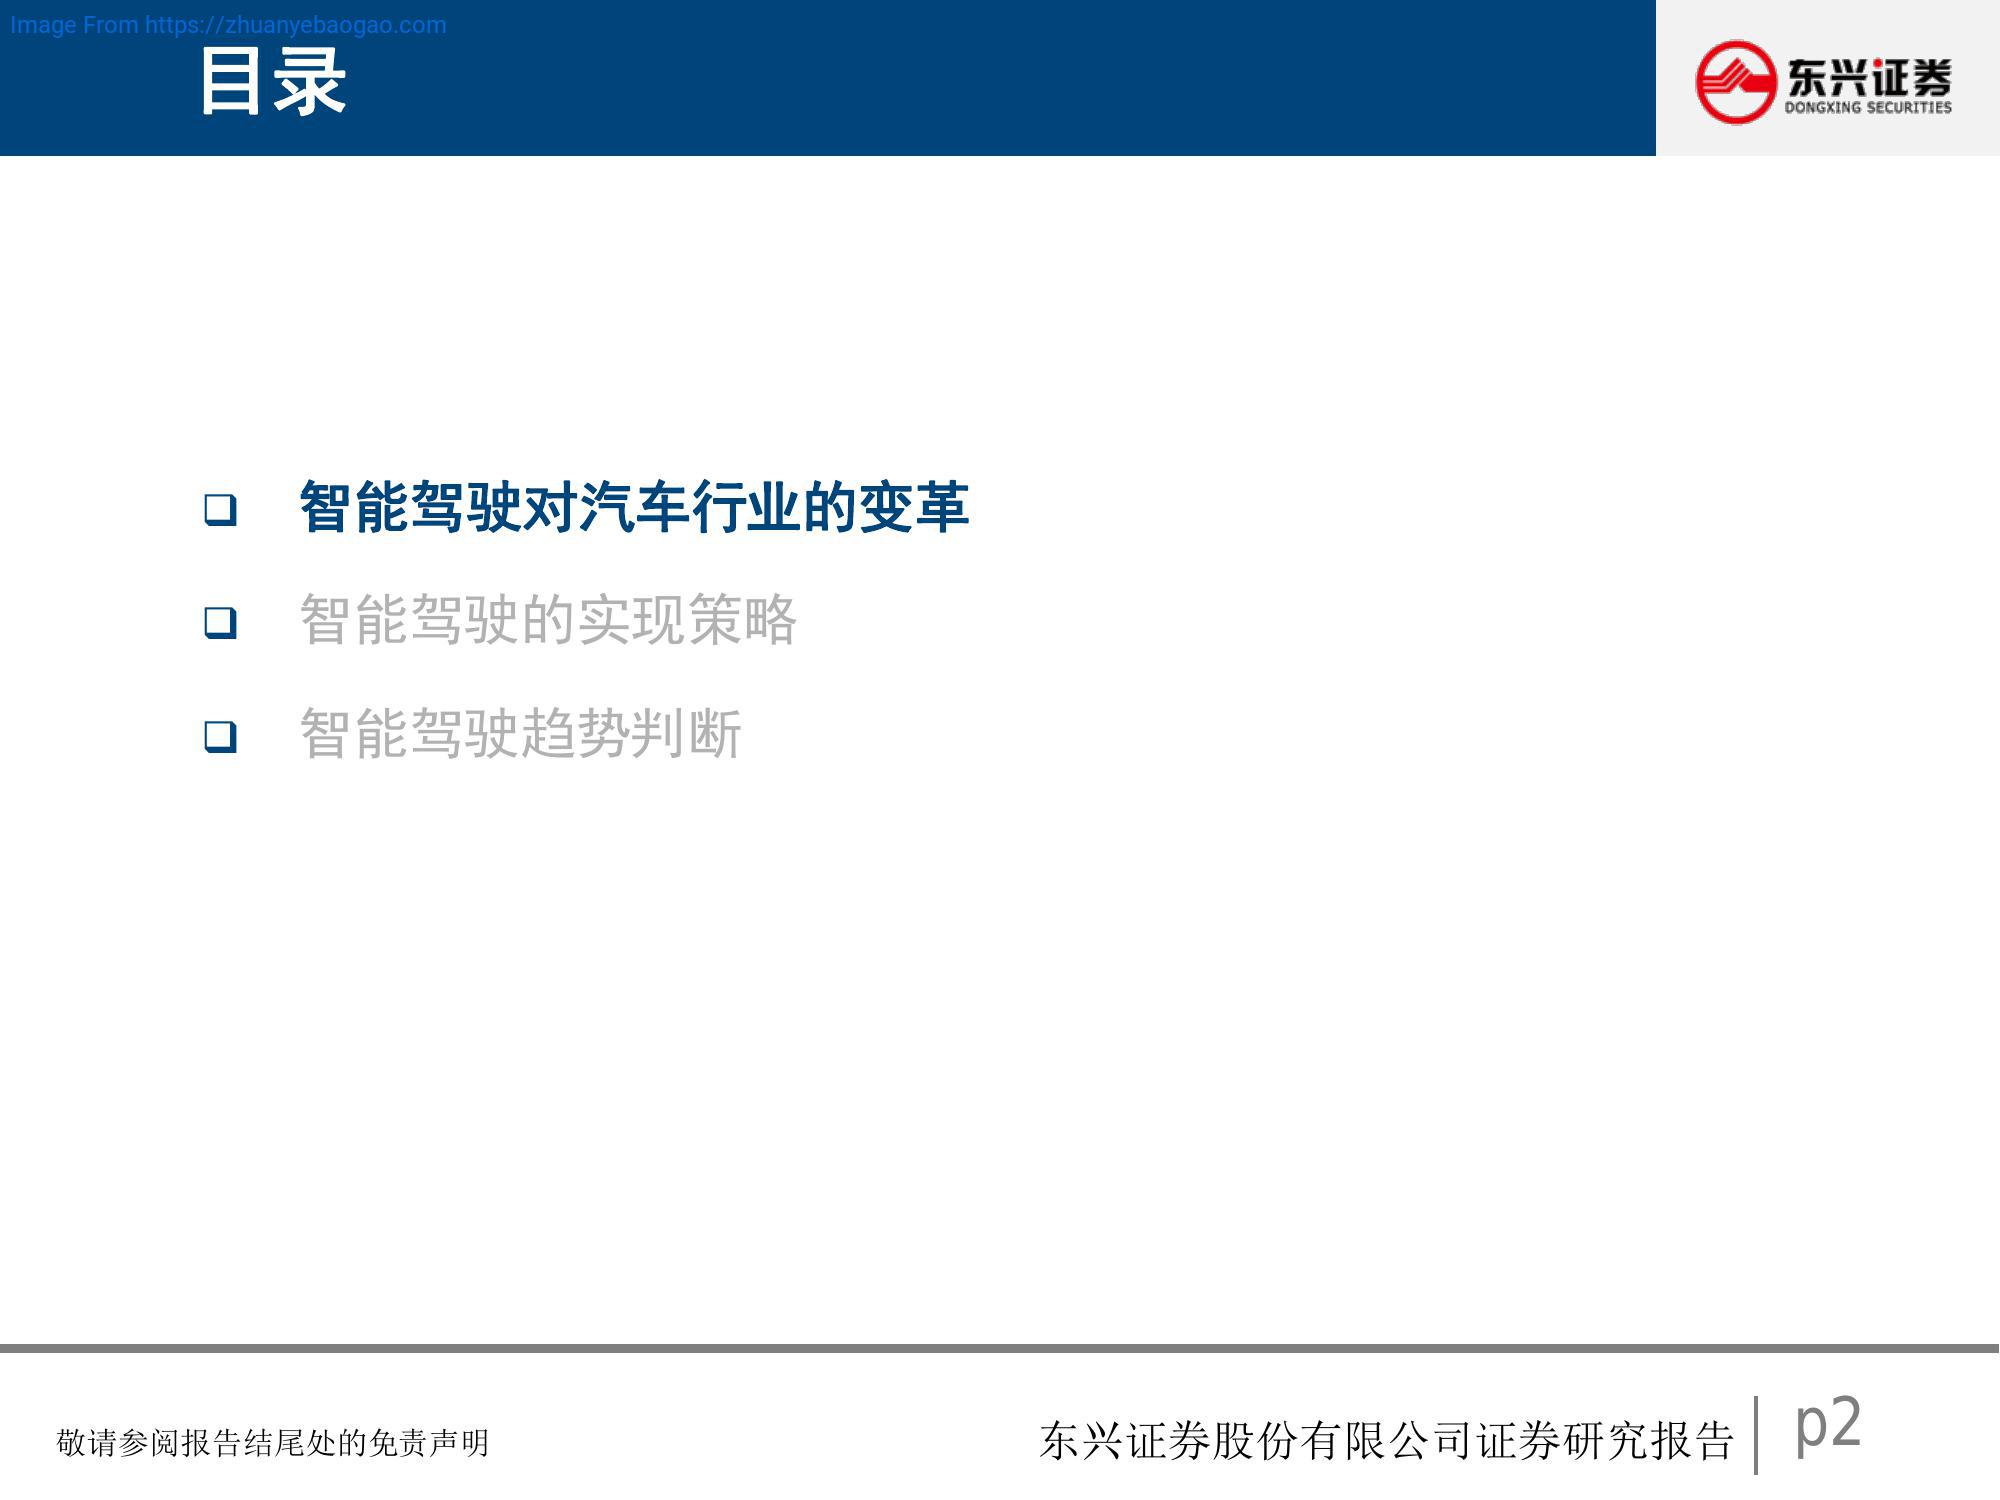 Image From https://zhuanyebaogao.com
目录
东兴证券
DONGXING SECURITIES
❑ 智能驾驶对汽车行业的变革
❑ 智能驾驶的实现策略
❑ 智能驾驶趋势判断
敬请参阅报告结尾处的免责声明
东兴证券股份有限公司证券研究报告
p2